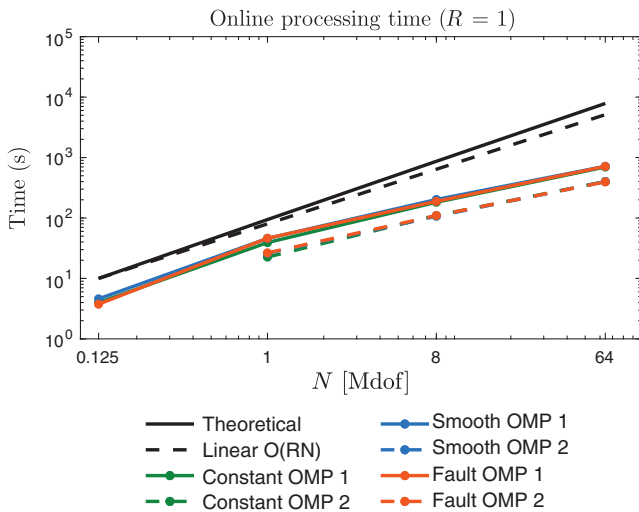 Online processing time (R = 1)
10^5
10^4
10^3
10^2
10^1
10^0
Time (s)
0.125
1
8
64
N [Mdof]
Theoretical
Linear O(RN)
Constant OMP 1
Constant OMP 2
Smooth OMP 1
Smooth OMP 2
Fault OMP 1
Fault OMP 2